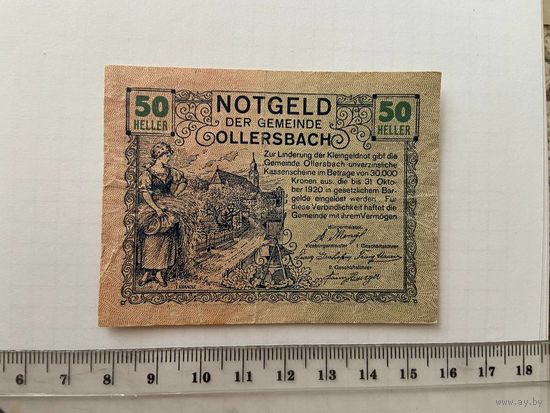 50 HELLER
NOTGELD
DER GEMEINDE
OLLERSBACH
50 HELLER
Zur Linderung der Kleingeldnot gibt die
Gemeinde Ollersbach unverzinsliche
Kassenscheine im Betrage von 30.000
Kronen aus, die bis 31 Okto-
ber 1920 in gesetzlichem Bar-
gelde eingelöst werden. Für
diese Verbindlichkeit haftet die
Gemeinde mit ihrem Vermögen
Bürgermeister:
Vizebürgermeister I. Geschäftsführer:
II. Geschäftsführer:
6 7 8 9 10 11 12 13 14 15 16 17 18
www.ay.by